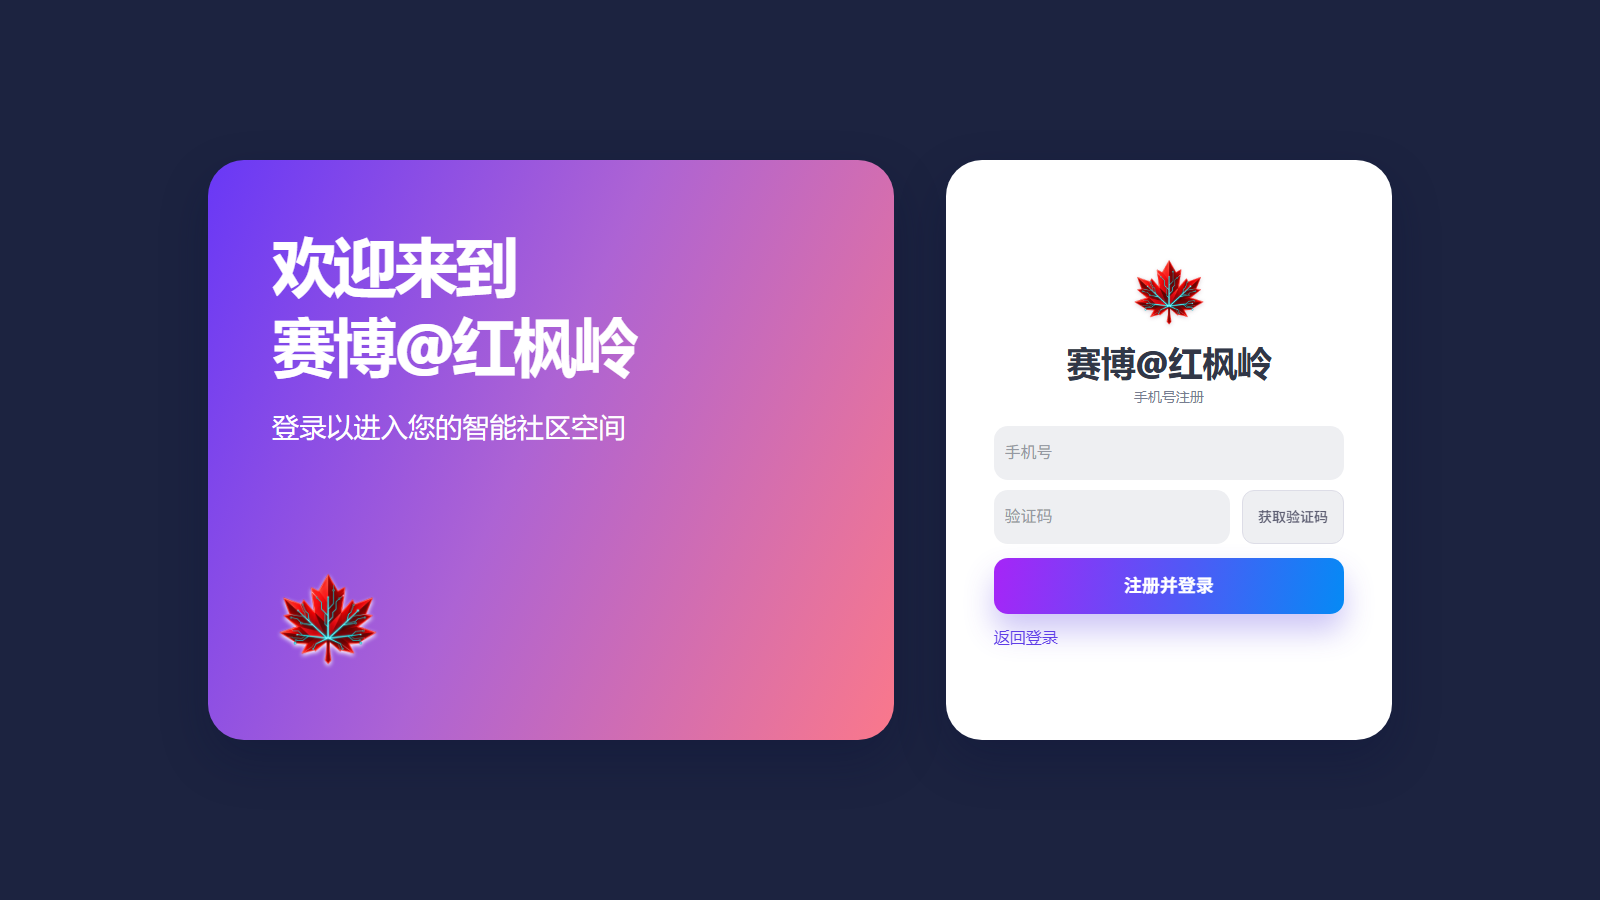 欢迎来到
赛博@红枫岭
登录以进入您的智能社区空间
赛博@红枫岭
手机号注册
手机号
验证码
获取验证码
注册并登录
返回登录